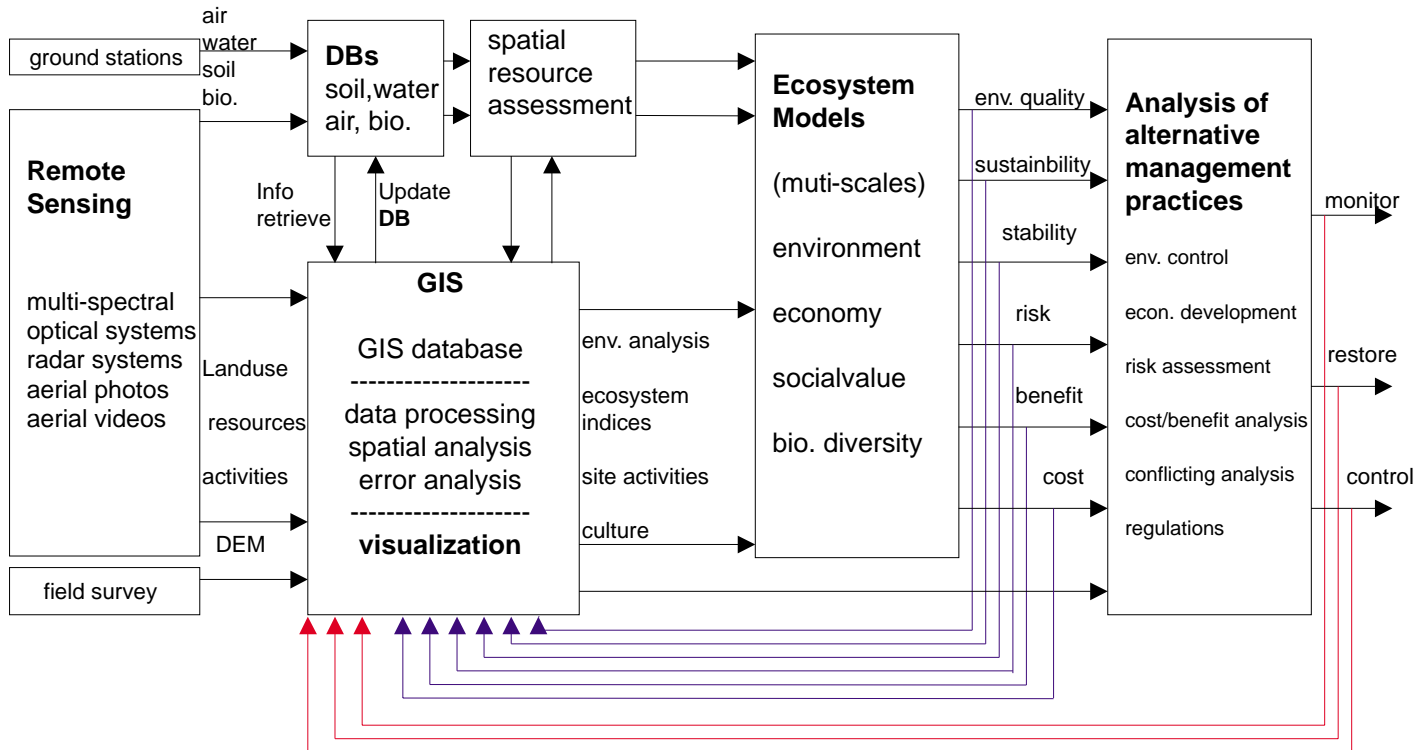 air
water
soil
bio.
ground stations
Remote
Sensing
multi-spectral
optical systems
radar systems
aerial photos
aerial videos
field survey
DBs
soil,water
air, bio.
spatial
resource
assessment
Info
retrieve
Update
DB
Landuse
resources
activities
DEM
GIS
GIS database
---------------------
data processing
spatial analysis
error analysis
---------------------
visualization
env. analysis
ecosystem
indices
site activities
culture
Ecosystem
Models
(muti-scales)
environment
economy
socialvalue
bio. diversity
env. quality
sustainbility
stability
risk
benefit
cost
Analysis of
alternative
management
practices
env. control
econ. development
risk assessment
cost/benefit analysis
conflicting analysis
regulations
monitor
restore
control